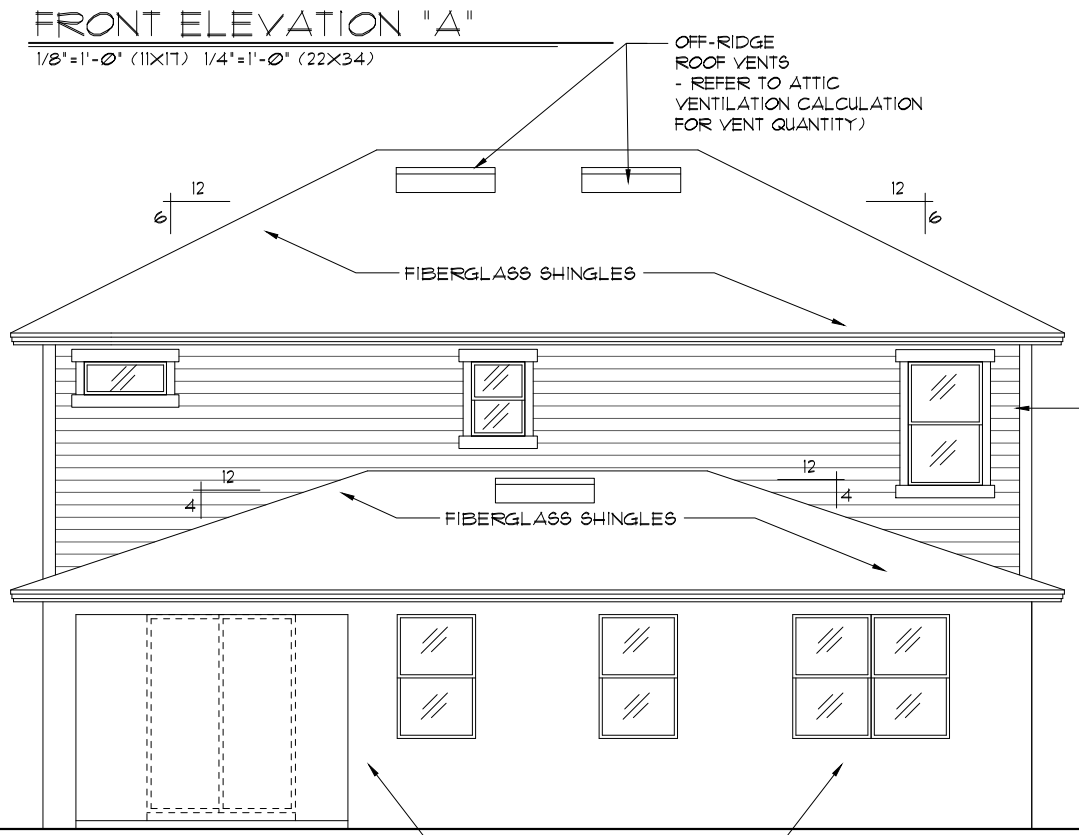 FRONT ELEVATION "A"
1/8"=1'-0" (11X17) 1/4"=1'-0" (22X34)
OFF-RIDGE
ROOF VENTS
- REFER TO ATTIC
VENTILATION CALCULATION
FOR VENT QUANTITY)
12
6
12
6
FIBERGLASS SHINGLES
12
4
12
4
FIBERGLASS SHINGLES